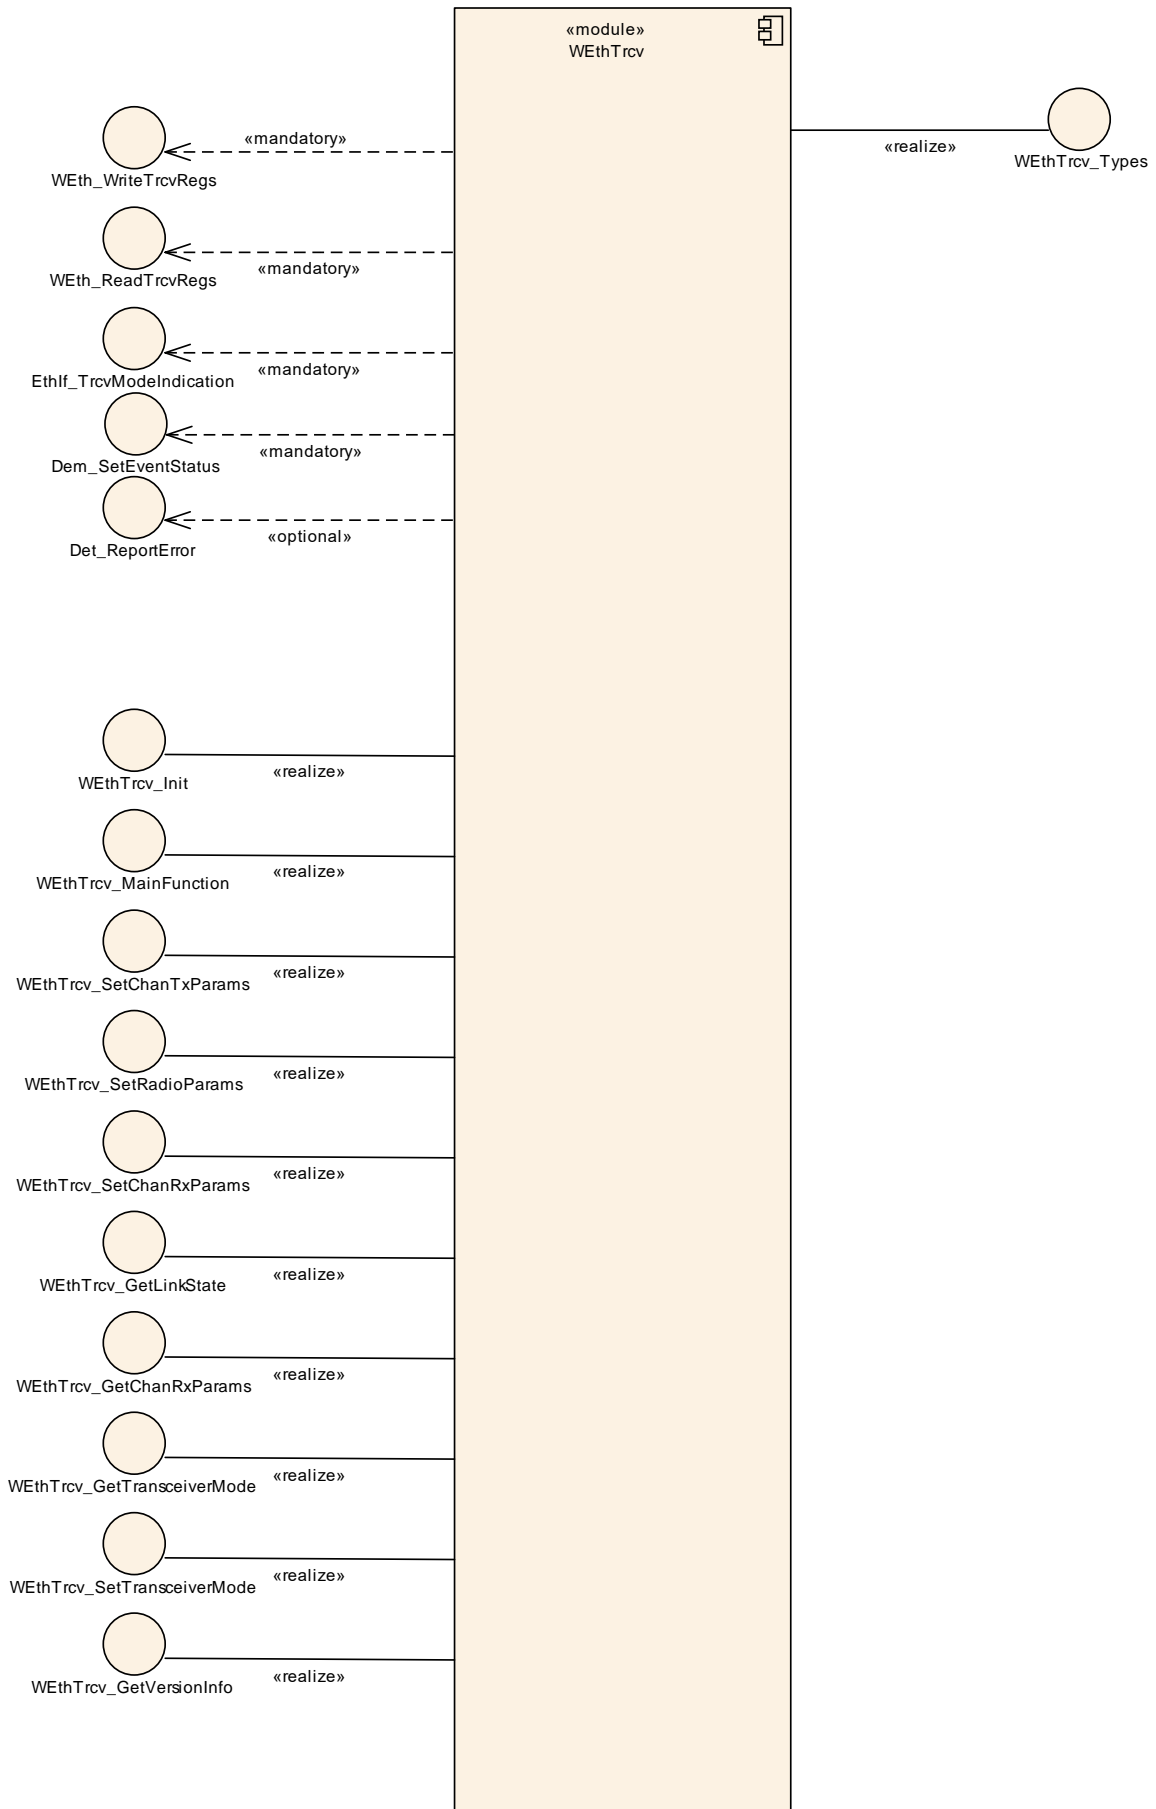 «module»
WEthTrcv
«mandatory»
WEth_WriteTrcvRegs
«realize»
WEthTrcv_Types
«mandatory»
WEth_ReadTrcvRegs
«mandatory»
EthIf_TrcvModeIndication
«mandatory»
Dem_SetEventStatus
«optional»
Det_ReportError
«realize»
WEthTrcv_Init
«realize»
WEthTrcv_MainFunction
«realize»
WEthTrcv_SetChanTxParams
«realize»
WEthTrcv_SetRadioParams
«realize»
WEthTrcv_SetChanRxParams
«realize»
WEthTrcv_GetLinkState
«realize»
WEthTrcv_GetChanRxParams
«realize»
WEthTrcv_GetTransceiverMode
«realize»
WEthTrcv_SetTransceiverMode
«realize»
WEthTrcv_GetVersionInfo